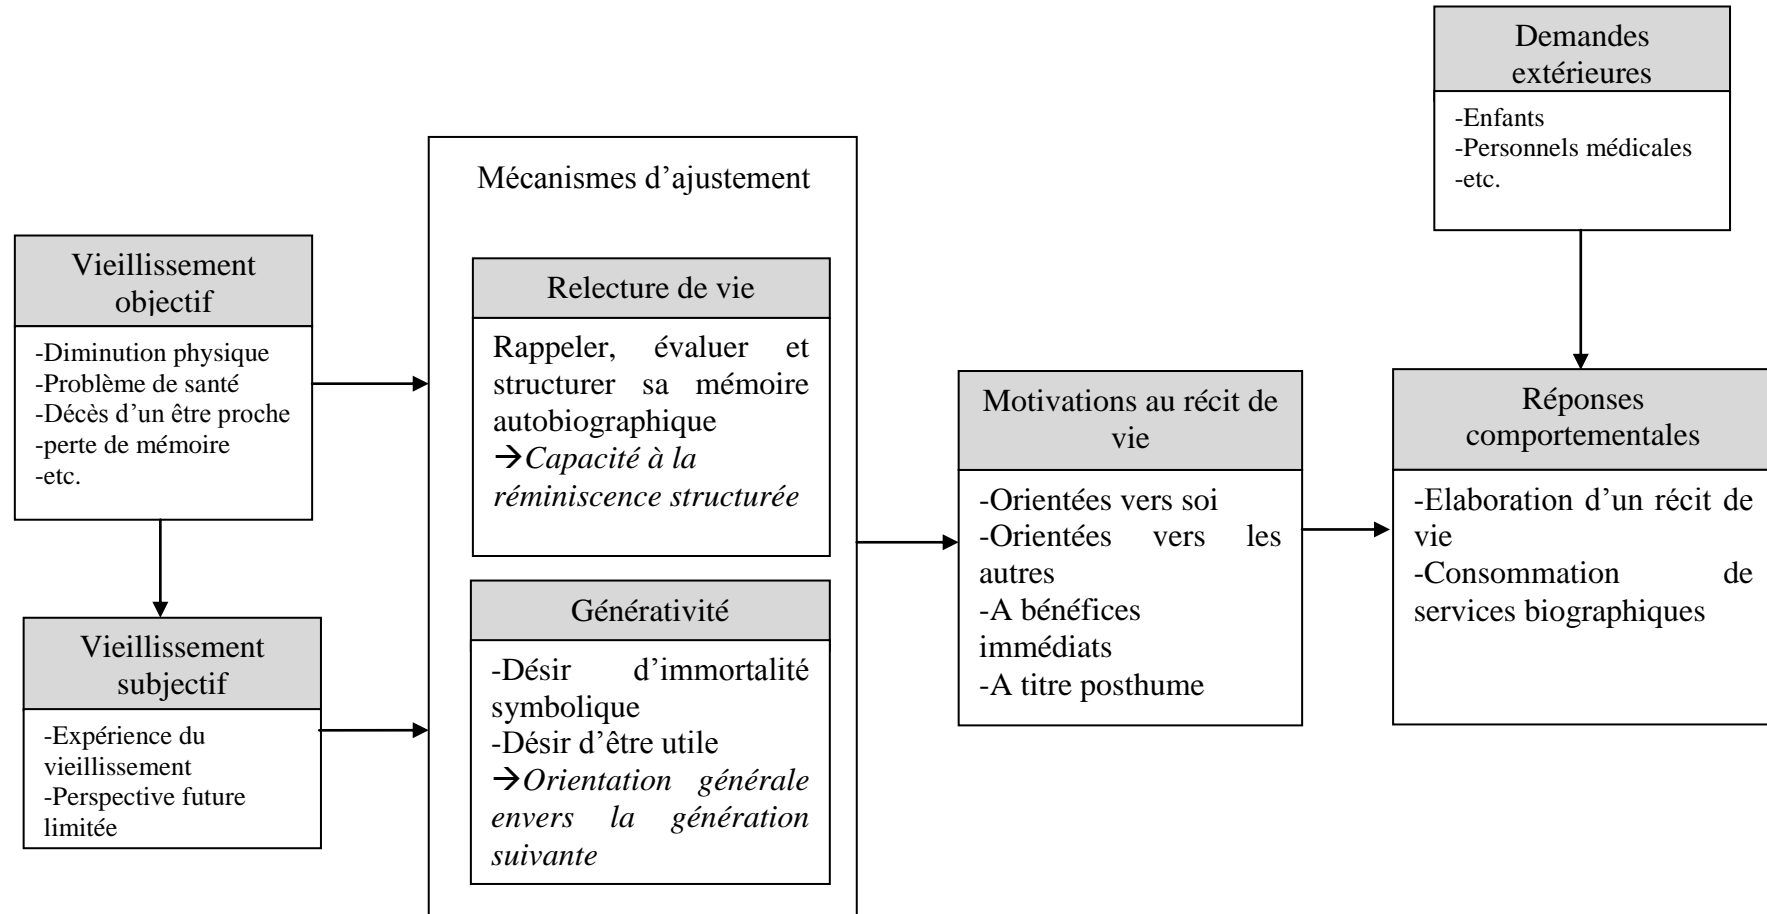 Demandes
extérieures
-Enfants
-Personnels médicales
-etc.
Mécanismes d’ajustement
Vieillissement
objectif
-Diminution physique
-Problème de santé
-Décès d’un être proche
-perte de mémoire
-etc.
Relecture de vie
Rappeler, évaluer et
structurer sa mémoire
autobiographique
→Capacité à la
réminiscence structurée
Motivations au récit de
vie
-Orientées vers soi
-Orientées vers les
autres
-A bénéfices
immédiats
-A titre posthume
Réponses
comportementales
-Elaboration d’un récit de
vie
-Consommation de
services biographiques
Vieillissement
subjectif
-Expérience du
vieillissement
-Perspective future
limitée
Générativité
-Désir d’immortalité
symbolique
-Désir d’être utile
→Orientation générale
envers la génération
suivante